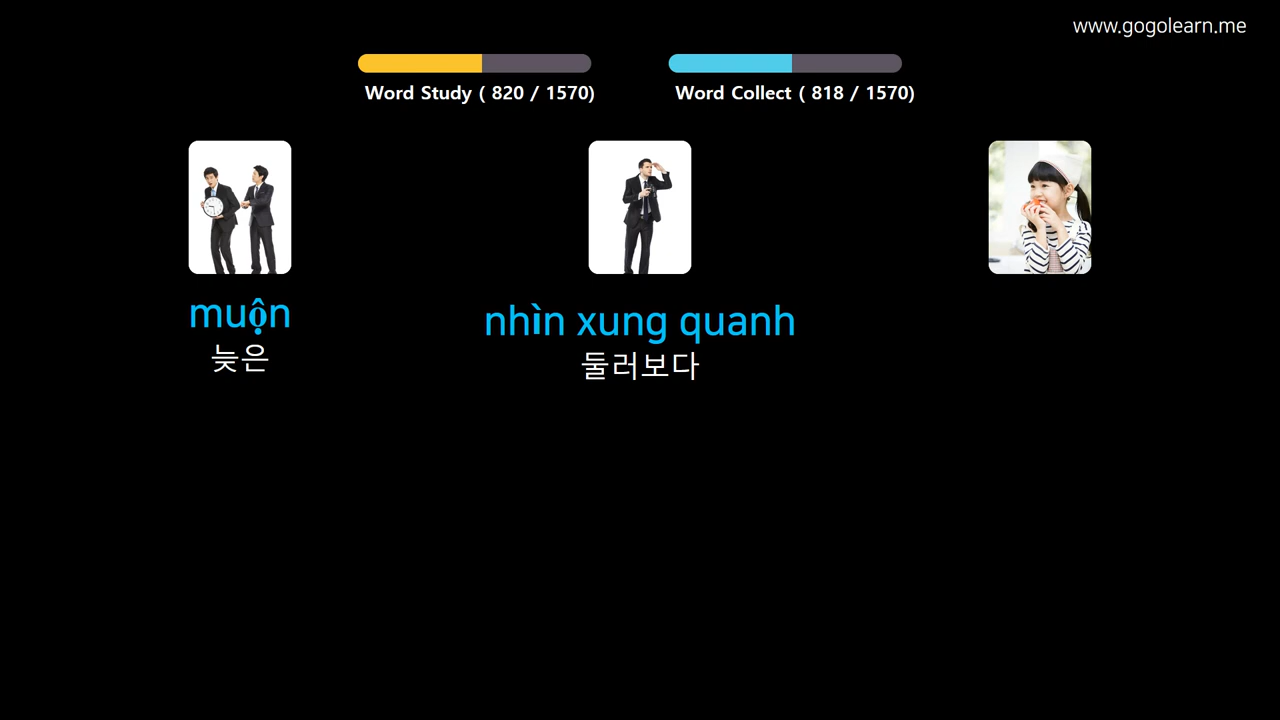 www.gogolearn.me
Word Study ( 820 / 1570)
Word Collect ( 818 / 1570)
muộn
늦은
nhìn xung quanh
둘러보다